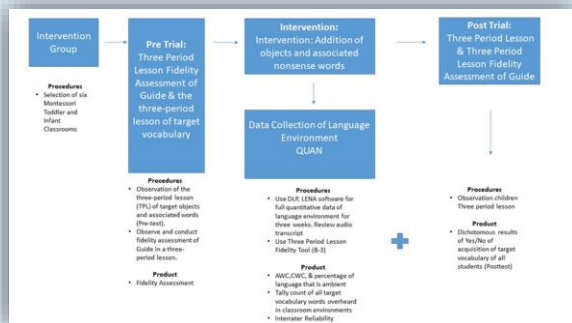 Intervention
Group
Procedures
• Selection of six
Montessori
Toddler and
Infant
Classrooms
Pre Trial:
Three Period
Lesson Fidelity
Assessment of
Guide & the
three-period
lesson of target
vocabulary
Procedures
• Observation of the
three-period lesson
(TPL) of target objects
and associated words
(Pre-test).
• Observe and conduct
fidelity assessment of
Guide in a three-
period lesson.
Product
• Fidelity Assessment
Intervention:
Intervention: Addition of
objects and associated
nonsense words
Data Collection of Language
Environment
QUAN
Procedures
• Use DLP, LENA software for
full quantitative data of
language environment for
three weeks. Review audio
transcript
• Use Three Period Lesson
Fidelity Tool (B-3)
Product
• AWC,CWC, & percentage of
language that is ambient
• Tally count of all target
vocabulary words overheard
in classroom environments
• Interrater Reliability
Post Trial:
Three Period Lesson
& Three Period
Lesson Fidelity
Assessment of Guide
Procedures
• Observation children
Three period lesson
Product
• Dichotomous results of
Yes/No of
acquisition of target
vocabulary of all
students (Posttest)